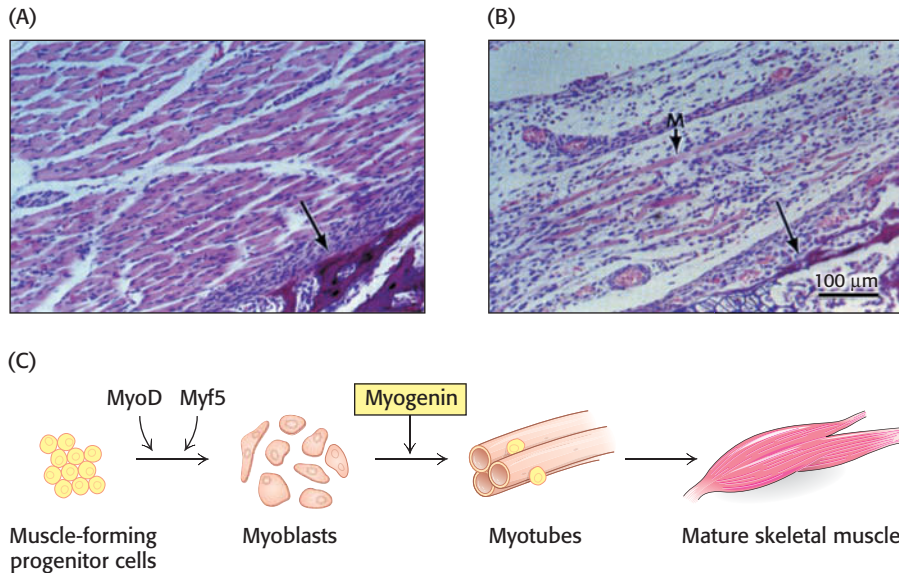 (A)
(B)
M
100 μm
(C)
MyoD Myf5
Myogenin
Muscle-forming
progenitor cells
Myoblasts
Myotubes
Mature skeletal muscle